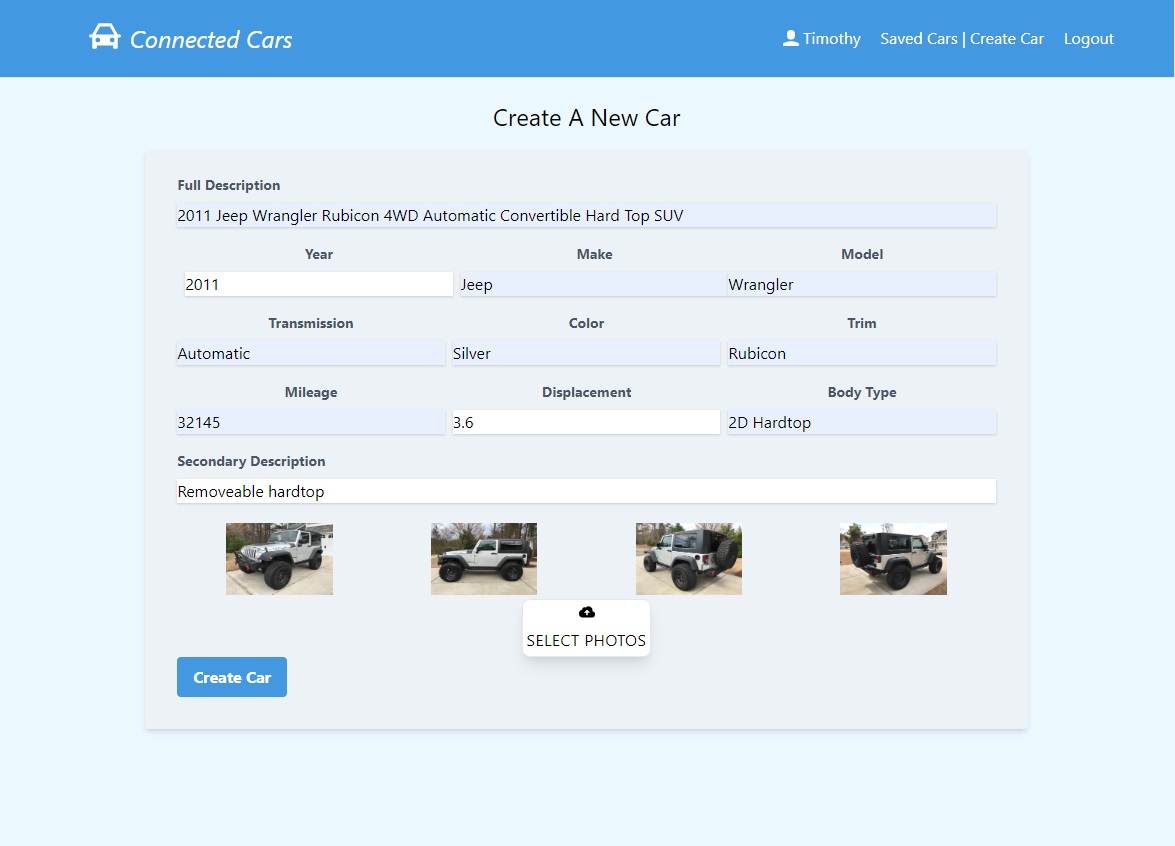 Connected Cars
Timothy Saved Cars | Create Car Logout
Create A New Car
Full Description
2011 Jeep Wrangler Rubicon 4WD Automatic Convertible Hard Top SUV
Year Make Model
2011 Jeep Wrangler
Transmission Color Trim
Automatic Silver Rubicon
Mileage Displacement Body Type
32145 3.6 2D Hardtop
Secondary Description
Removeable hardtop
SELECT PHOTOS
Create Car